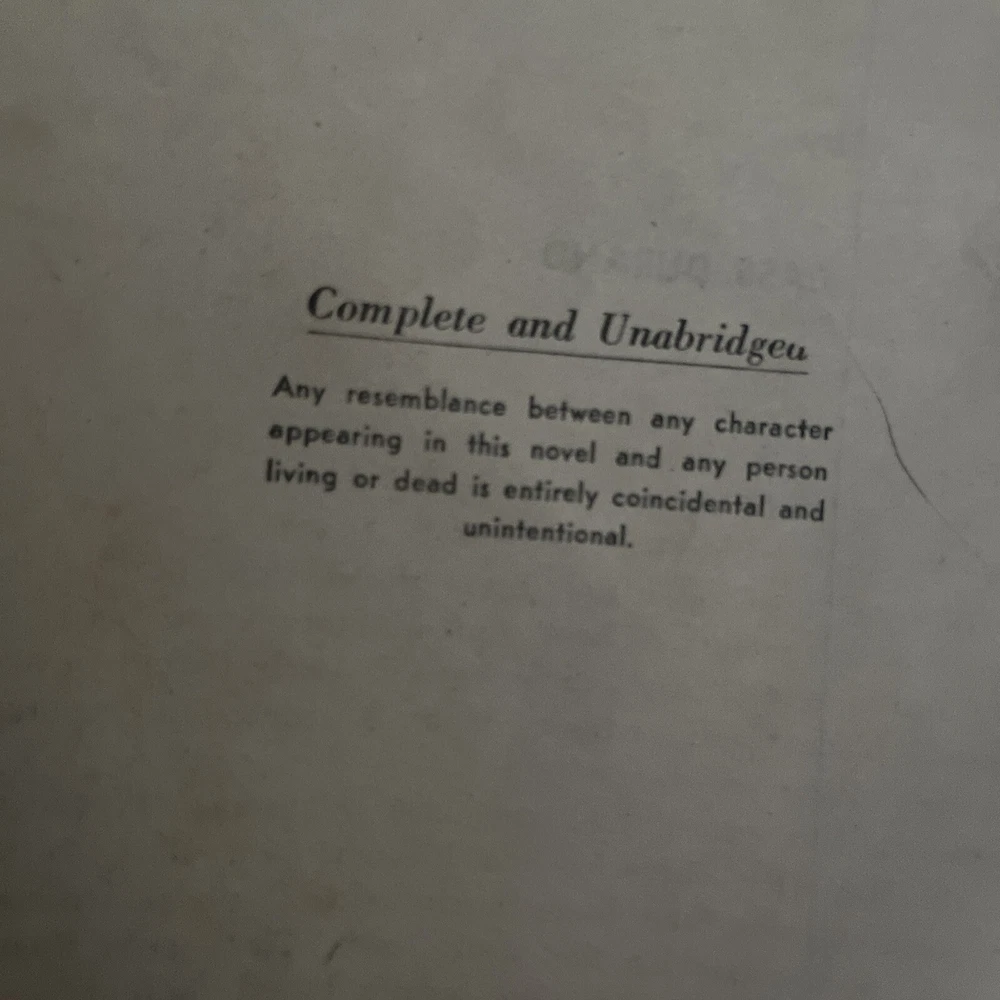 Complete and Unabridged
Any resemblance between any character
appearing in this novel and any person
living or dead is entirely coincidental and
unintentional.